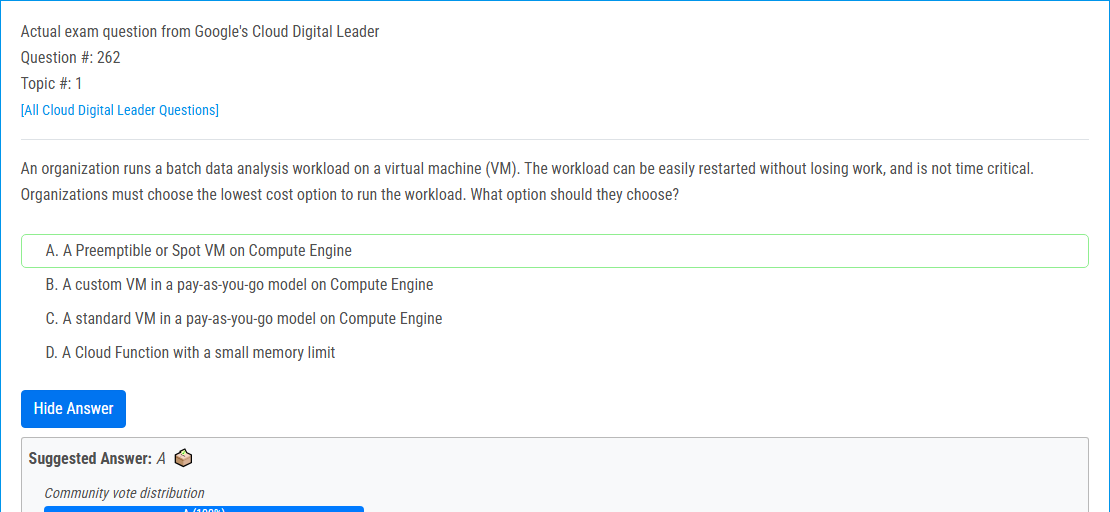 Actual exam question from Google's Cloud Digital Leader
Question #: 262
Topic #: 1
[All Cloud Digital Leader Questions]
An organization runs a batch data analysis workload on a virtual machine (VM). The workload can be easily restarted without losing work, and is not time critical.
Organizations must choose the lowest cost option to run the workload. What option should they choose?
A. A Preemptible or Spot VM on Compute Engine
B. A custom VM in a pay-as-you-go model on Compute Engine
C. A standard VM in a pay-as-you-go model on Compute Engine
D. A Cloud Function with a small memory limit
Hide Answer
Suggested Answer: A
Community vote distribution
A (100%)